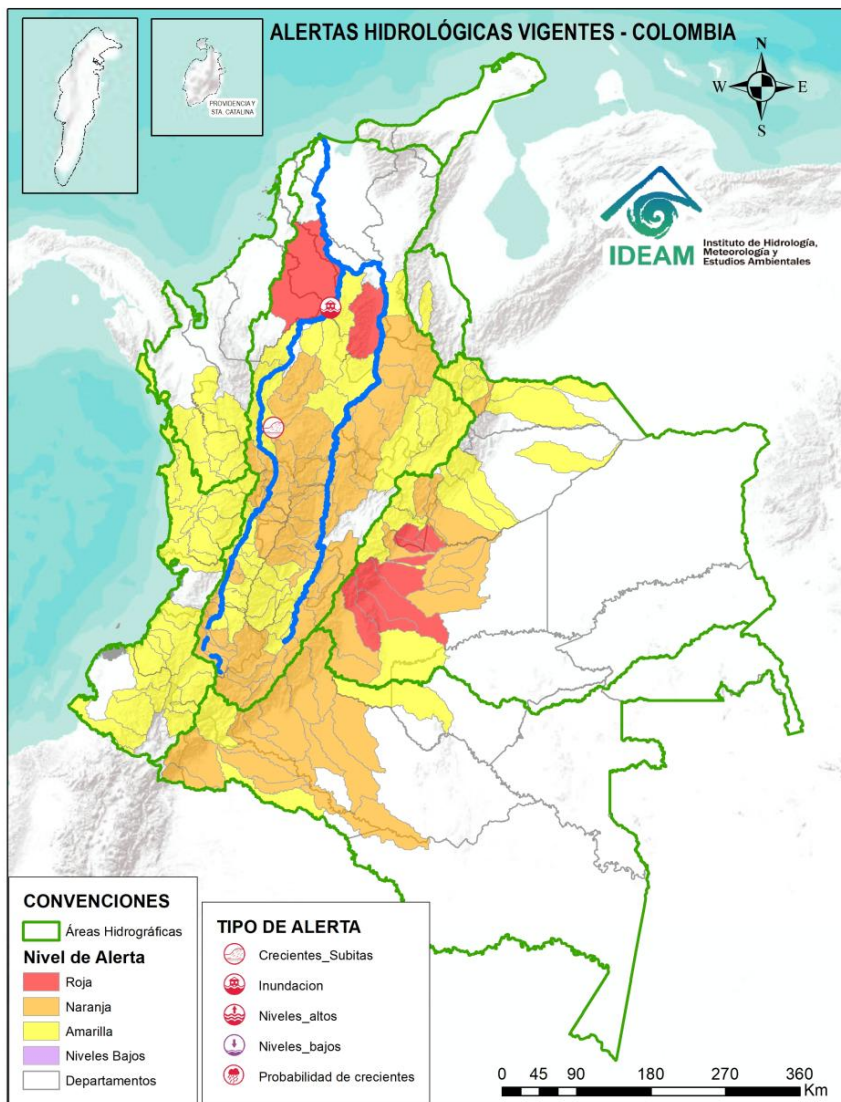 ALERTAS HIDROLÓGICAS VIGENTES - COLOMBIA
PROVIDENCIA Y
STA. CATALINA
N
W
E
S
IDEAM
Instituto de Hidrología,
Meteorología y
Estudios Ambientales
CONVENCIONES
Áreas Hidrográficas
Nivel de Alerta
Roja
Naranja
Amarilla
Niveles Bajos
Departamentos
TIPO DE ALERTA
Crecientes_Subitas
Inundacion
Niveles_altos
Niveles_bajos
Probabilidad de crecientes
0 45 90 180 270 360
Km